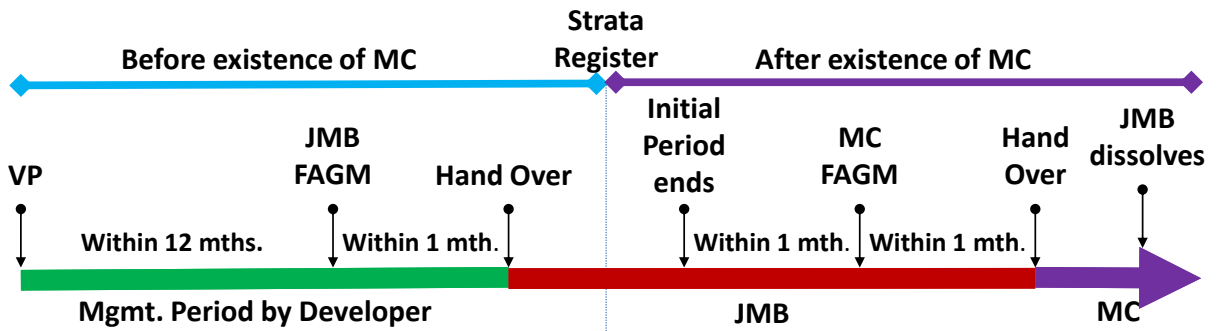 Strata
Register
Before existence of MC
After existence of MC
VP
JMB
FAGM
Hand Over
Initial
Period
ends
MC
FAGM
Hand
Over
JMB
dissolves
Within 12 mths.
Within 1 mth.
Within 1 mth.
Within 1 mth.
Mgmt. Period by Developer
JMB
MC